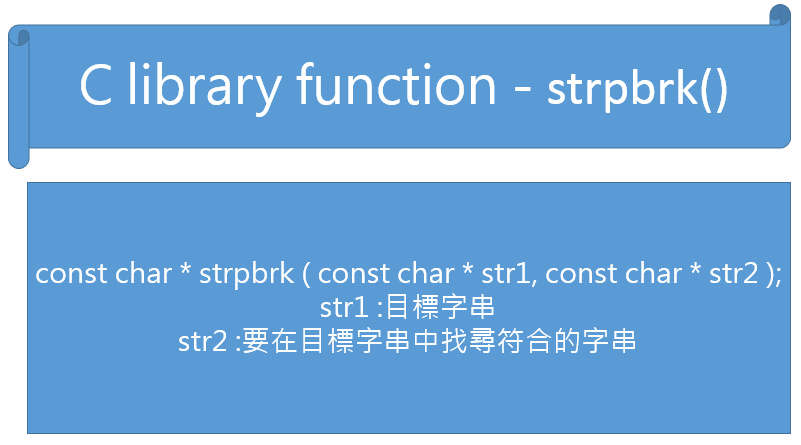 C library function - strpbrk()
const char * strpbrk ( const char * str1, const char * str2 );
str1 :目標字串
str2 :要在目標字串中找尋符合的字串